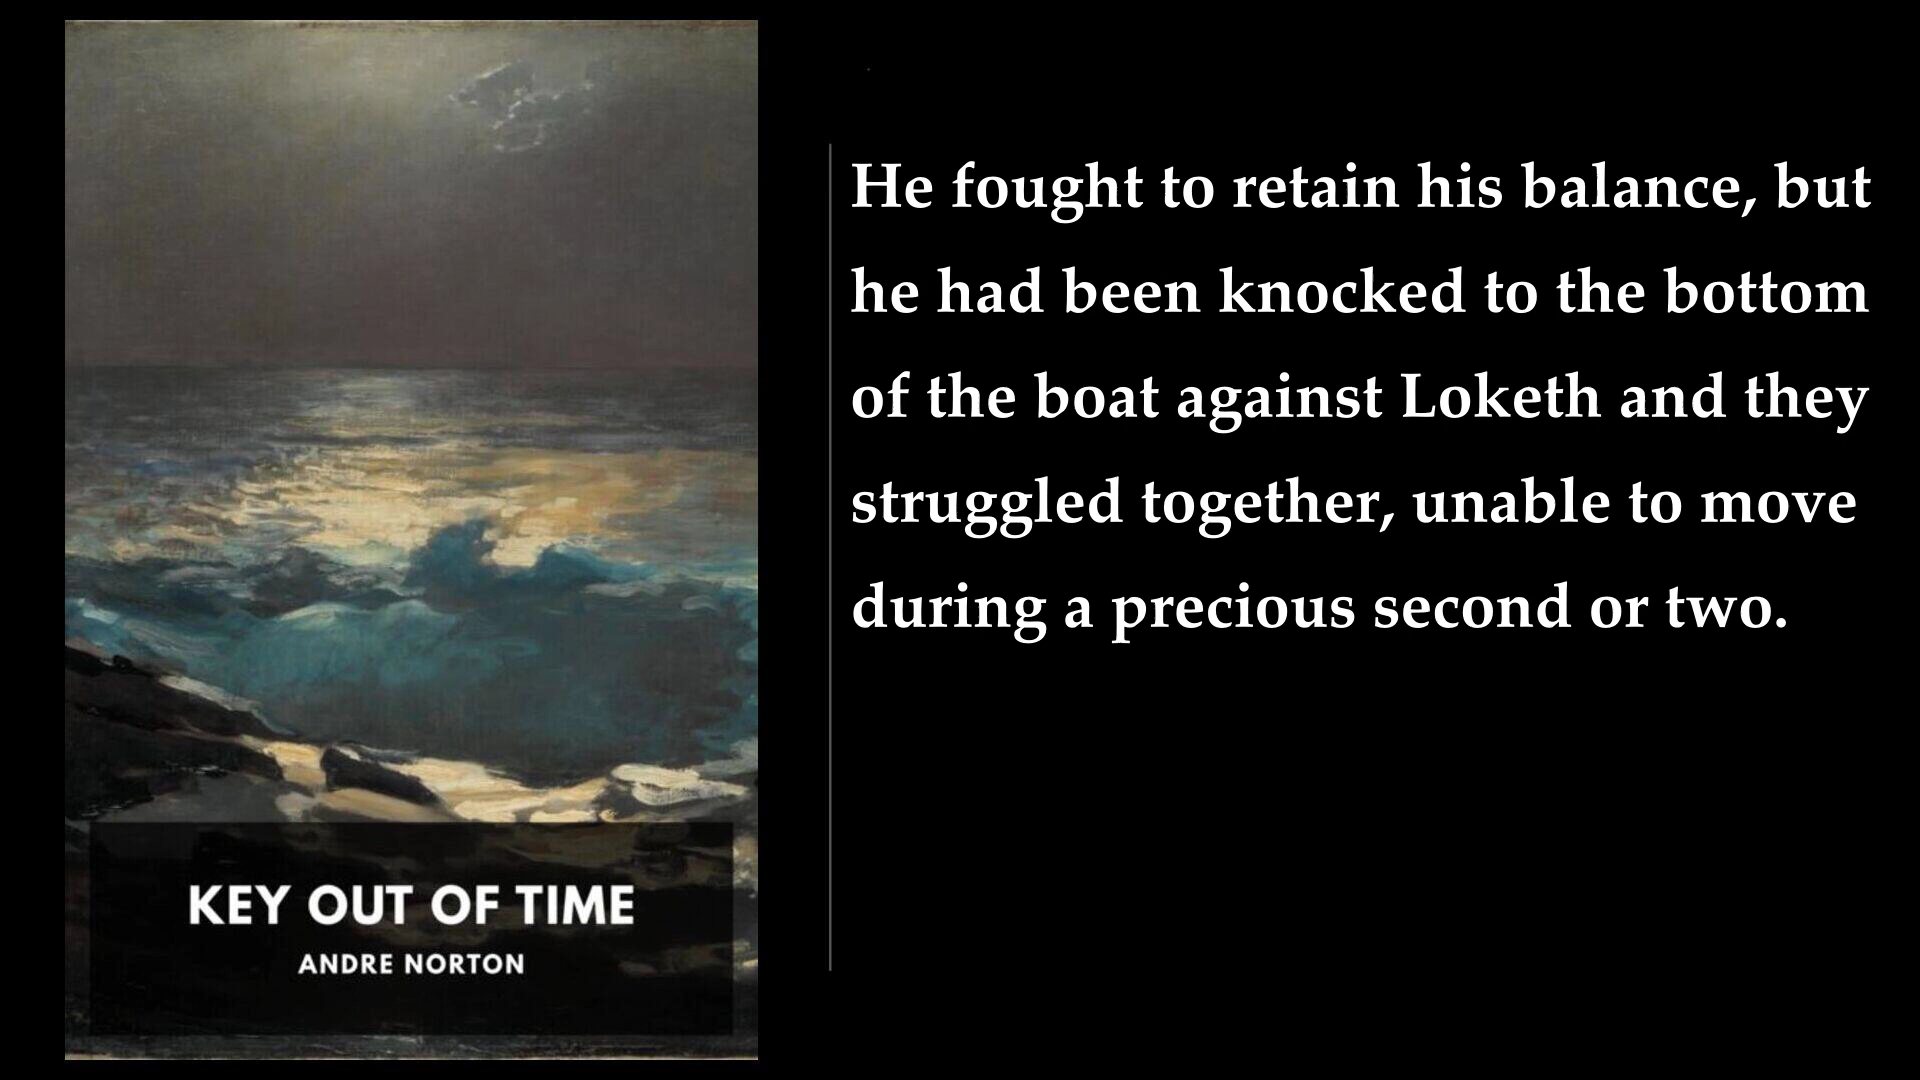 He fought to retain his balance, but
he had been knocked to the bottom
of the boat against Loketh and they
struggled together, unable to move
during a precious second or two.
KEY OUT OF TIME
ANDRE NORTON